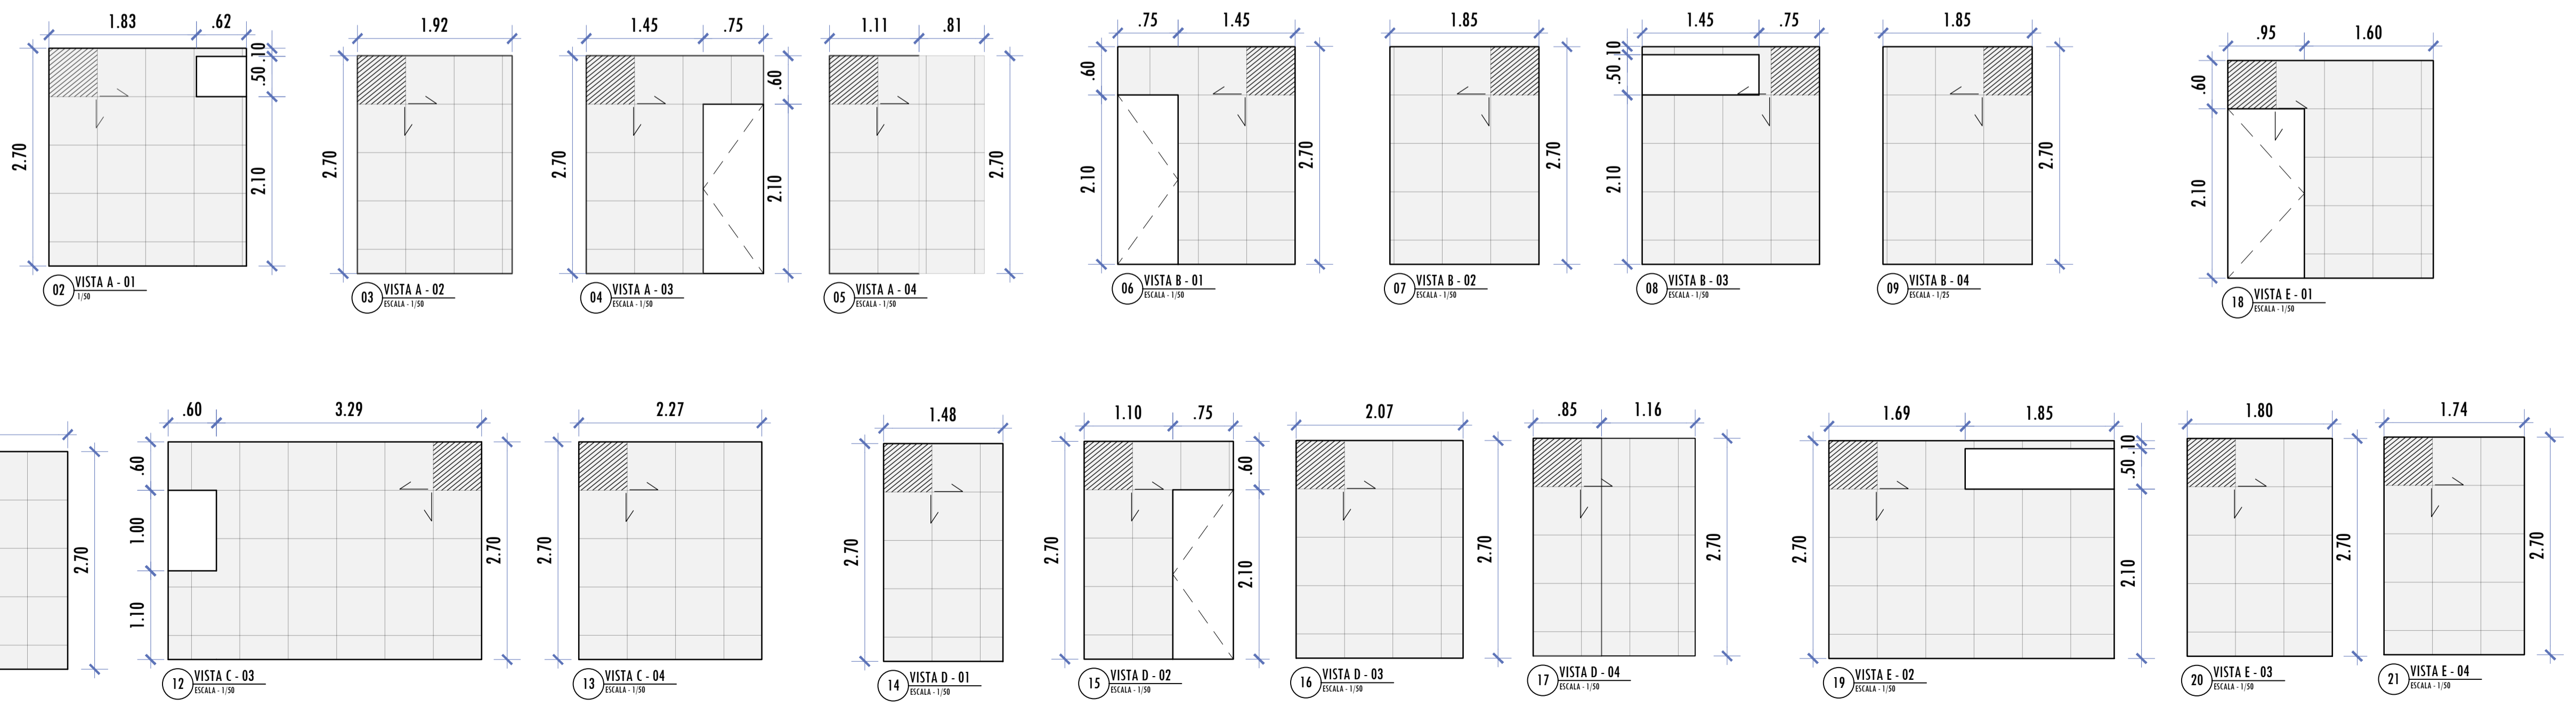 1.83 .62
.10
.50
2.70
2.10
02 VISTA A - 01
1/50
1.92
2.70
03 VISTA A - 02
ESCALA - 1/50
1.45 .75
.60
2.70
2.10
04 VISTA A - 03
ESCALA - 1/50
1.11 .81
2.70
05 VISTA A - 04
ESCALA - 1/50
.75 1.45
.60
2.10
2.70
06 VISTA B - 01
ESCALA - 1/50
1.85
2.70
07 VISTA B - 02
ESCALA - 1/50
1.45 .75
.10
.50
2.10
08 VISTA B - 03
ESCALA - 1/50
1.85
2.70
09 VISTA B - 04
ESCALA - 1/25
.95 1.60
.60
2.10
18 VISTA E - 01
ESCALA - 1/50
2.70
.60 3.29
.60
1.00
1.10
2.70
12 VISTA C - 03
ESCALA - 1/50
2.27
2.70
13 VISTA C - 04
ESCALA - 1/50
1.48
2.70
14 VISTA D - 01
ESCALA - 1/50
1.10 .75
.60
2.70
2.10
15 VISTA D - 02
ESCALA - 1/50
2.07
2.70
16 VISTA D - 03
ESCALA - 1/50
.85 1.16
2.70
17 VISTA D - 04
ESCALA - 1/50
1.69 1.85
.10
.50
2.70
2.10
19 VISTA E - 02
ESCALA - 1/50
1.80
2.70
20 VISTA E - 03
ESCALA - 1/50
1.74
2.70
21 VISTA E - 04
ESCALA - 1/50